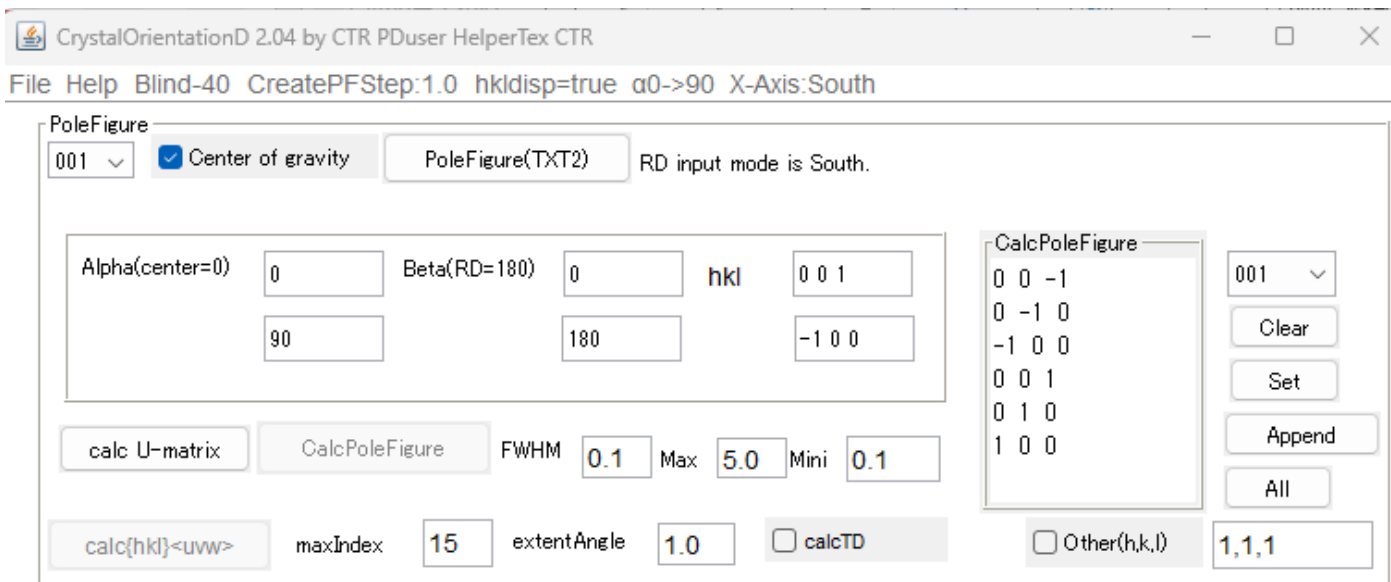 CrystalOrientationD 2.04 by CTR PDuser HelperTex CTR
File Help Blind-40 CreatePFStep:1.0 hkldisp=true α0->90 X-Axis:South
PoleFigure
001 Center of gravity PoleFigure(TXT2) RD input mode is South.
Alpha(center=0) 0 Beta(RD=180) 0 hkl 0 0 1
90 180 -1 0 0
CalcPoleFigure
0 0 -1
0 -1 0
-1 0 0
0 0 1
0 1 0
1 0 0
001
Clear
Set
Append
All
calc U-matrix CalcPoleFigure FWHM 0.1 Max 5.0 Mini 0.1
calc{hkl}<uvw> maxIndex 15 extentAngle 1.0 calcTD Other(h,k,l) 1,1,1